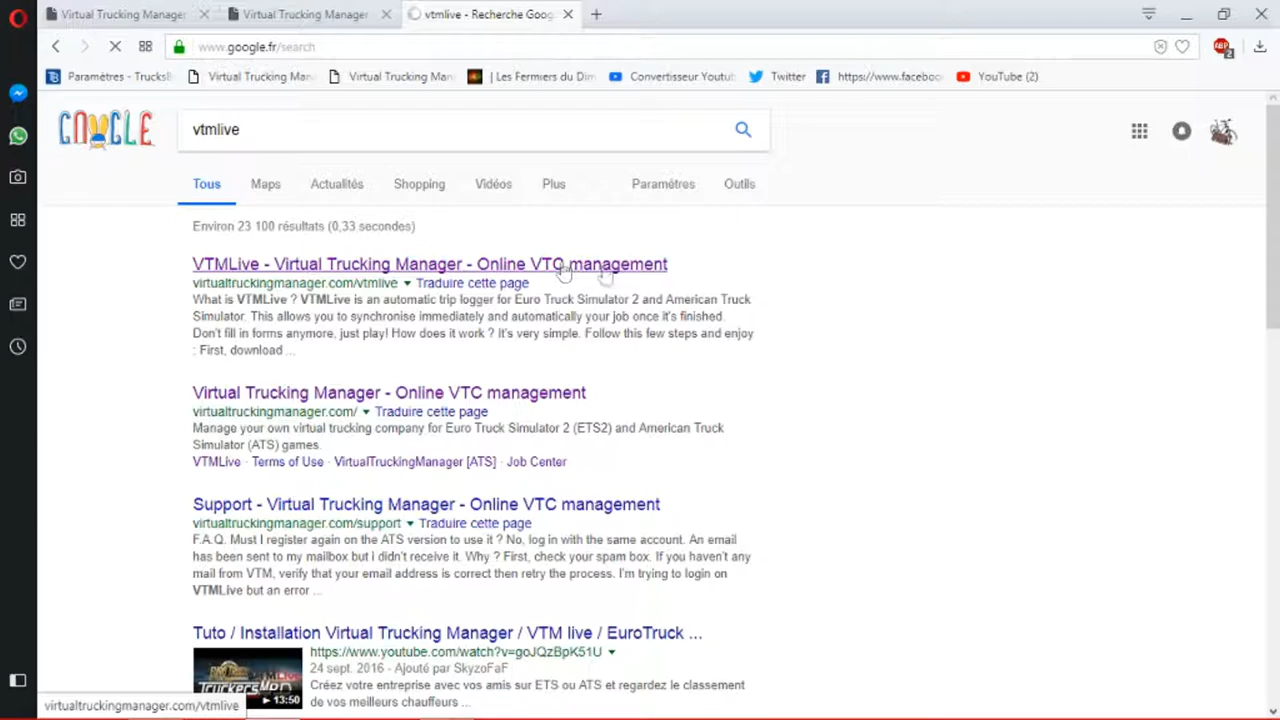 Virtual Trucking Manager
Virtual Trucking Manager
vtmlive - Recherche Goog
www.google.fr/search
2
Paramètres - TrucksB
Virtual Trucking Man
Virtual Trucking Man
| Les Fermiers du Dim
Convertisseur Youtub
Twitter
https://www.faceboo
YouTube (2)
vtmlive
Tous
Maps
Actualités
Shopping
Vidéos
Plus
Paramètres
Outils
Environ 23 100 résultats (0,33 secondes)
VTMLive - Virtual Trucking Manager - Online VTC management
virtualtruckingmanager.com/vtmlive ▼ Traduire cette page
What is VTMLive ? VTMLive is an automatic trip logger for Euro Truck Simulator 2 and American Truck
Simulator. This allows you to synchronise immediately and automatically your job once it's finished.
Don't fill in forms anymore, just play! How does it work ? It's very simple. Follow this few steps and enjoy
: First, download ...
Virtual Trucking Manager - Online VTC management
virtualtruckingmanager.com/ ▼ Traduire cette page
Manage your own virtual trucking company for Euro Truck Simulator 2 (ETS2) and American Truck
Simulator (ATS) games.
VTMLive · Terms of Use · VirtualTruckingManager [ATS] · Job Center
Support - Virtual Trucking Manager - Online VTC management
virtualtruckingmanager.com/support ▼ Traduire cette page
F.A.Q. Must I register again on the ATS version to use it ? No, log in with the same account. An email
has been sent to my mailbox but i didn't receive it. Why ? First, check your spam box. If you haven't any
mail from VTM, verify that your email address is correct then retry the process. I'm trying to login on
VTMLive but an error ...
Tuto / Installation Virtual Trucking Manager / VTM live / EuroTruck ...
https://www.youtube.com/watch?v=goJQzBpK51U ▼
24 sept. 2016 - Ajouté par SkyzoFaF
Créez votre entreprise avec vos amis sur ETS ou ATS et regardez le classement
de vos meilleurs chauffeurs ...
TruckersMP
13:50
virtualtruckingmanager.com/vtmlive